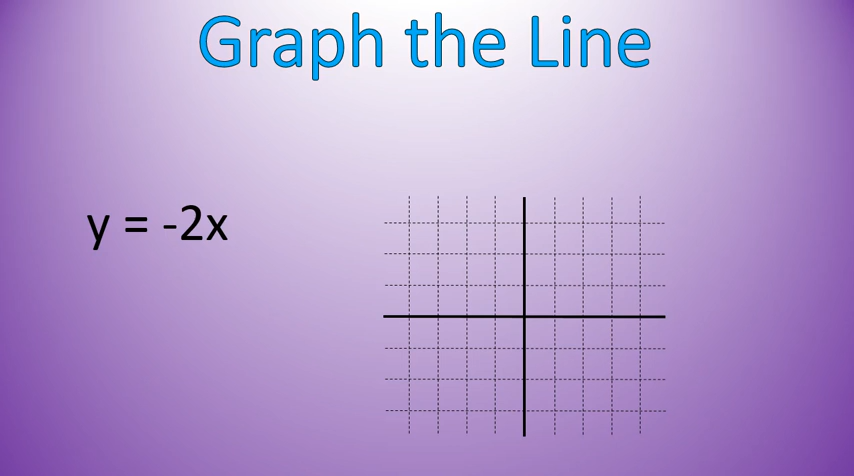 Graph the Line
y = -2x